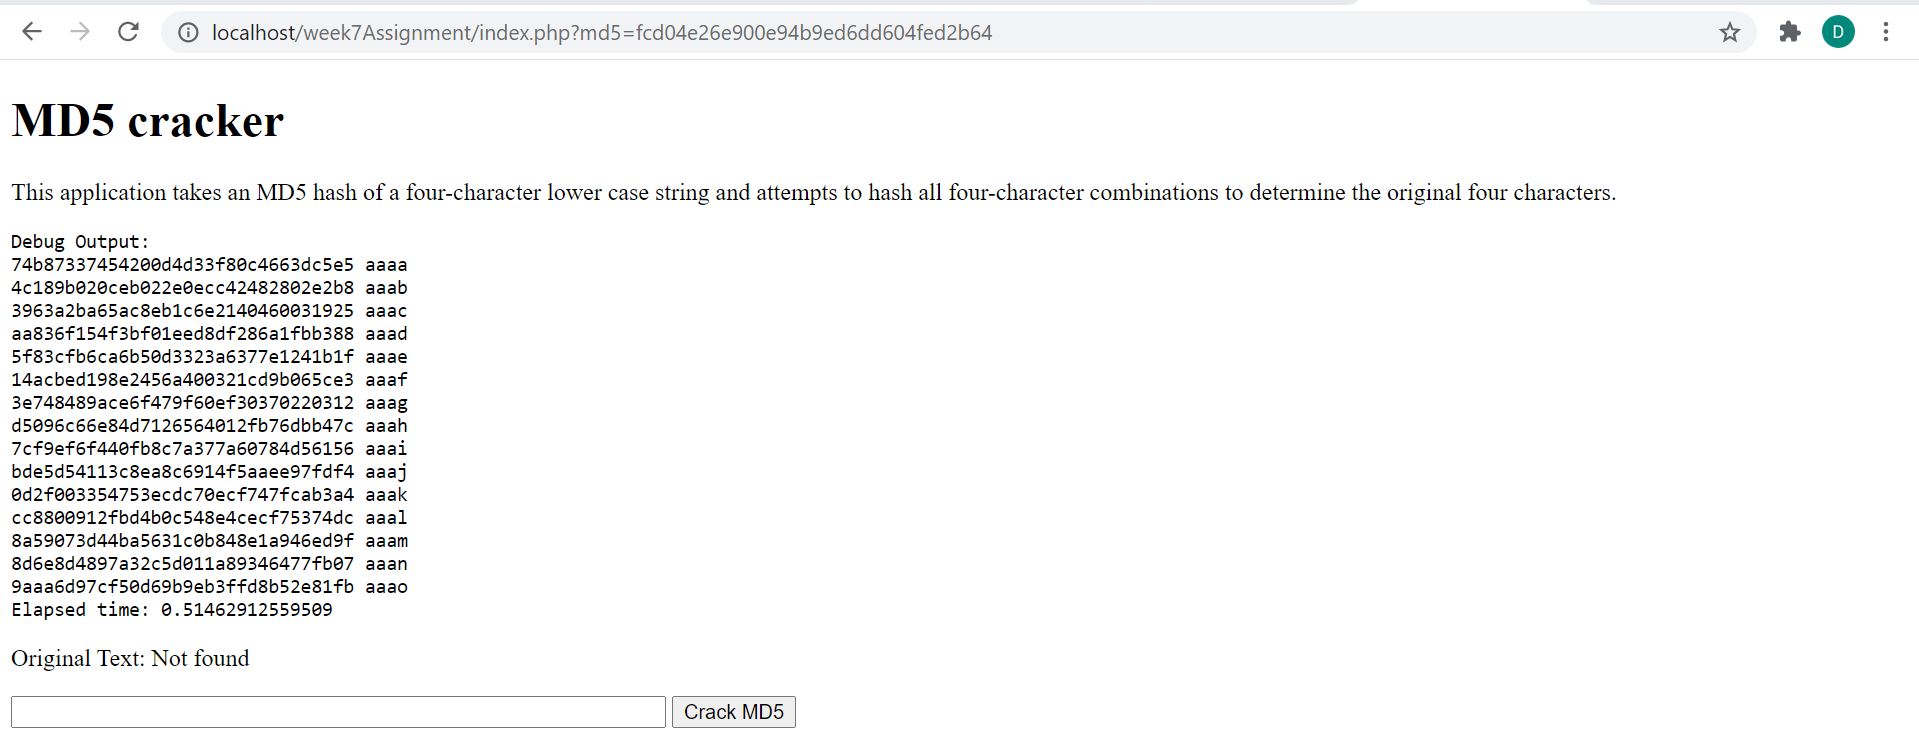 localhost/week7Assignment/index.php?md5=fcd04e26e900e94b9ed6dd604fed2b64
D
MD5 cracker
This application takes an MD5 hash of a four-character lower case string and attempts to hash all four-character combinations to determine the original four characters.
Debug Output:
74b87337454200d4d33f80c4663dc5e5 aaaa
4c189b020ceb022e0ecc42482802e2b8 aaab
3963a2ba65ac8eb1c6e2140460031925 aaac
aa836f154f3bf01eed8df286a1fbb388 aaad
5f83cfb6ca6b50d3323a6377e1241b1f aaae
14acbed198e2456a400321cd9b065ce3 aaaf
3e748489ace6f479f60ef30370220312 aaag
d5096c66e84d7126564012fb76dbb47c aaah
7cf9ef6f440fb8c7a377a60784d56156 aaai
bde5d54113c8ea8c6914f5aaee97fdf4 aaaj
0d2f003354753ecdc70ecf747fcab3a4 aaak
cc8800912fbd4b0c548e4cecf75374dc aaal
8a59073d44ba5631c0b848e1a946ed9f aaam
8d6e8d4897a32c5d011a89346477fb07 aaan
9aaa6d97cf50d69b9eb3ffd8b52e81fb aaao
Elapsed time: 0.51462912559509
Original Text: Not found
Crack MD5